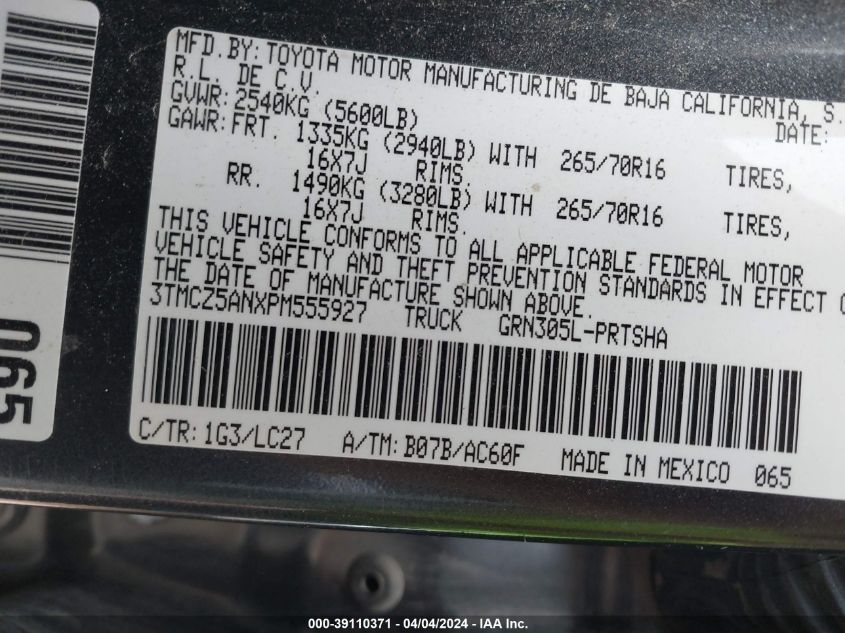 MFD.BY:TOYOTA MOTOR MANUFACTURING DE BAJA CALIFORNIA, S.
R.L. DE C.V. DATE:
GVWR:2540KG (5600LB)
GAWR:FRT. 1335KG (2940LB) WITH 265/70R16 TIRES,
16X7J RIMS.
RR. 1490KG (3280LB) WITH 265/70R16 TIRES,
16X7J RIMS.
THIS VEHICLE CONFORMS TO ALL APPLICABLE FEDERAL MOTOR
VEHICLE SAFETY AND THEFT PREVENTION STANDARDS IN EFFECT
THE DATE OF MANUFACTURE SHOWN ABOVE.
3TMCZ5ANXPM555927 TRUCK GRN305L-PRTSHA
C/TR:1G3/LC27 A/TM:B07B/AC60F MADE IN MEXICO 065
065
000-39110371 - 04/04/2024 - IAA Inc.